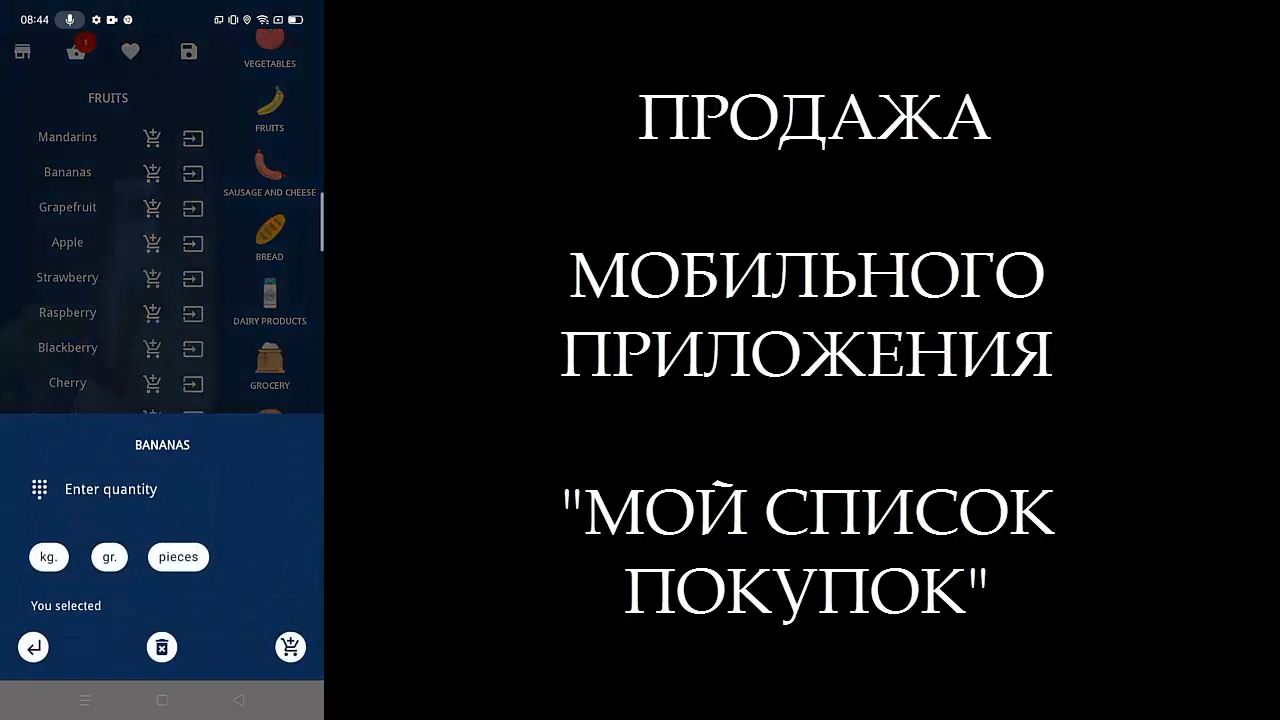 08:44
1
VEGETABLES
FRUITS
Mandarins
Bananas
Grapefruit
Apple
Strawberry
Raspberry
Blackberry
Cherry
FRUITS
SAUSAGE AND CHEESE
BREAD
DAIRY PRODUCTS
GROCERY
BANANAS
Enter quantity
kg.
gr.
pieces
You selected
ПРОДАЖА
МОБИЛЬНОГО
ПРИЛОЖЕНИЯ
"МОЙ СПИСОК
ПОКУПОК"